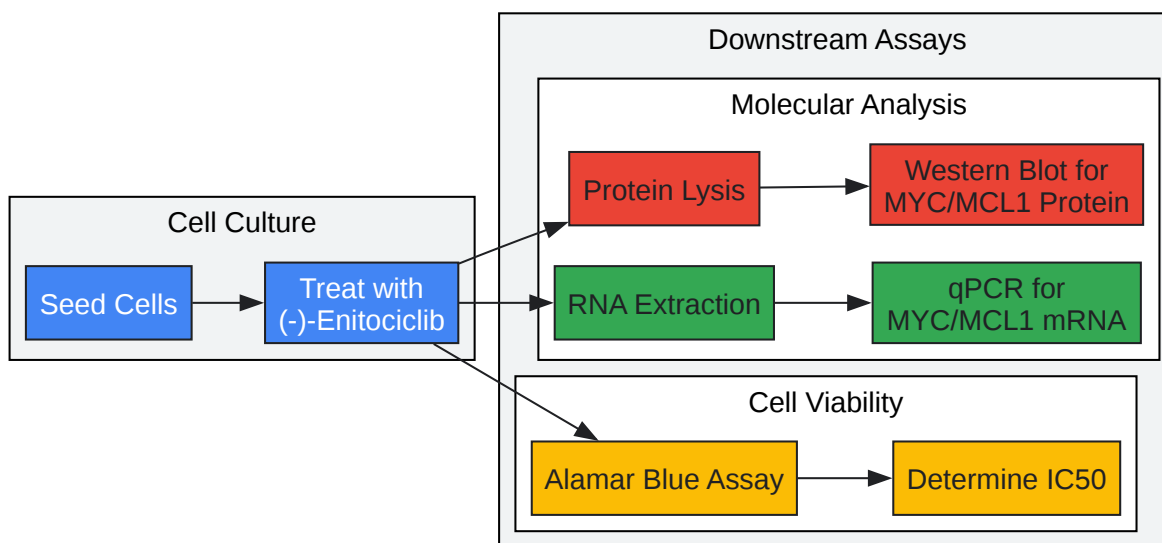 Downstream Assays
Molecular Analysis
Protein Lysis
Western Blot for
MYC/MCL1 Protein
Cell Culture
Seed Cells
Treat with
(-)-Enitociclib
RNA Extraction
qPCR for
MYC/MCL1 mRNA
Cell Viability
Alamar Blue Assay
Determine IC50